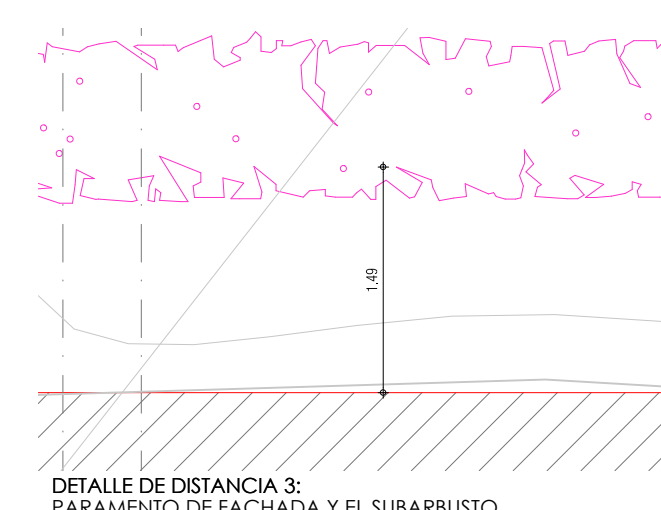 1.49
DETALLE DE DISTANCIA 3:
PARAMENTO DE FACHADA Y EL SUBARBUSTO